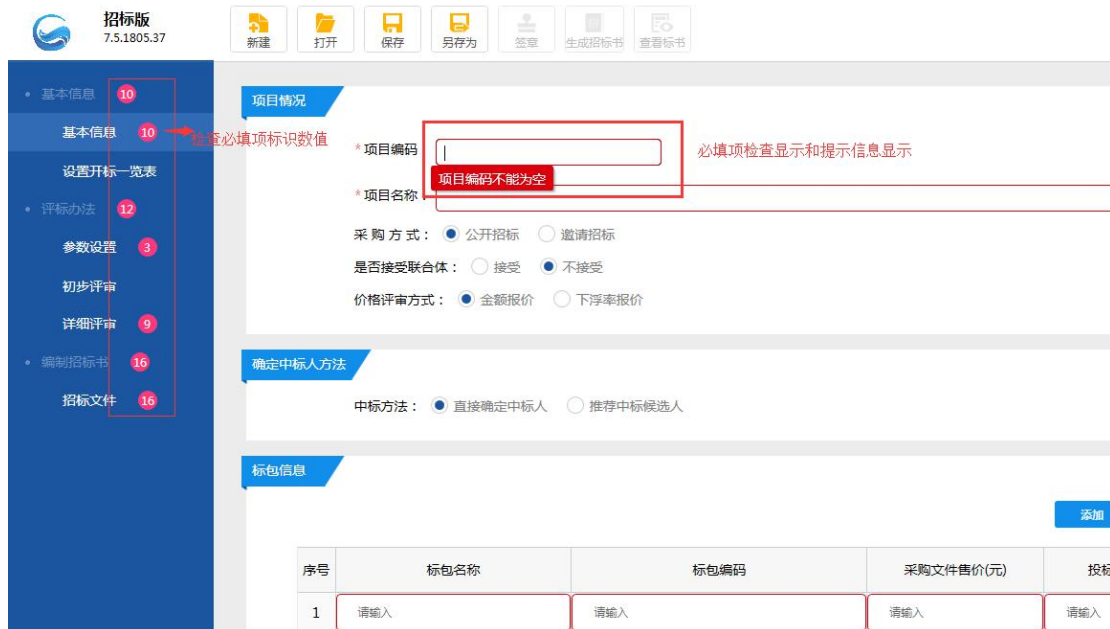 招标版
7.5.1805.37
新建 打开 保存 另存为 签章 生成招标书 查看标书
基本信息 10
基本信息 10
检查必填项标识数值
设置开标一览表
评标办法 12
参数设置 3
初步评审
详细评审 9
编制招标书 16
招标文件 16
项目情况
*项目编码
必填项检查显示和提示信息显示
项目编码不能为空
*项目名称：
采 购 方 式： 公开招标 邀请招标
是否接受联合体： 接受 不接受
价格评审方式： 金额报价 下浮率报价
确定中标人方法
中标方法： 直接确定中标人 推荐中标候选人
标包信息
添加
序号 标包名称 标包编码 采购文件售价(元) 投标
1 请输入 请输入 请输入 请输入